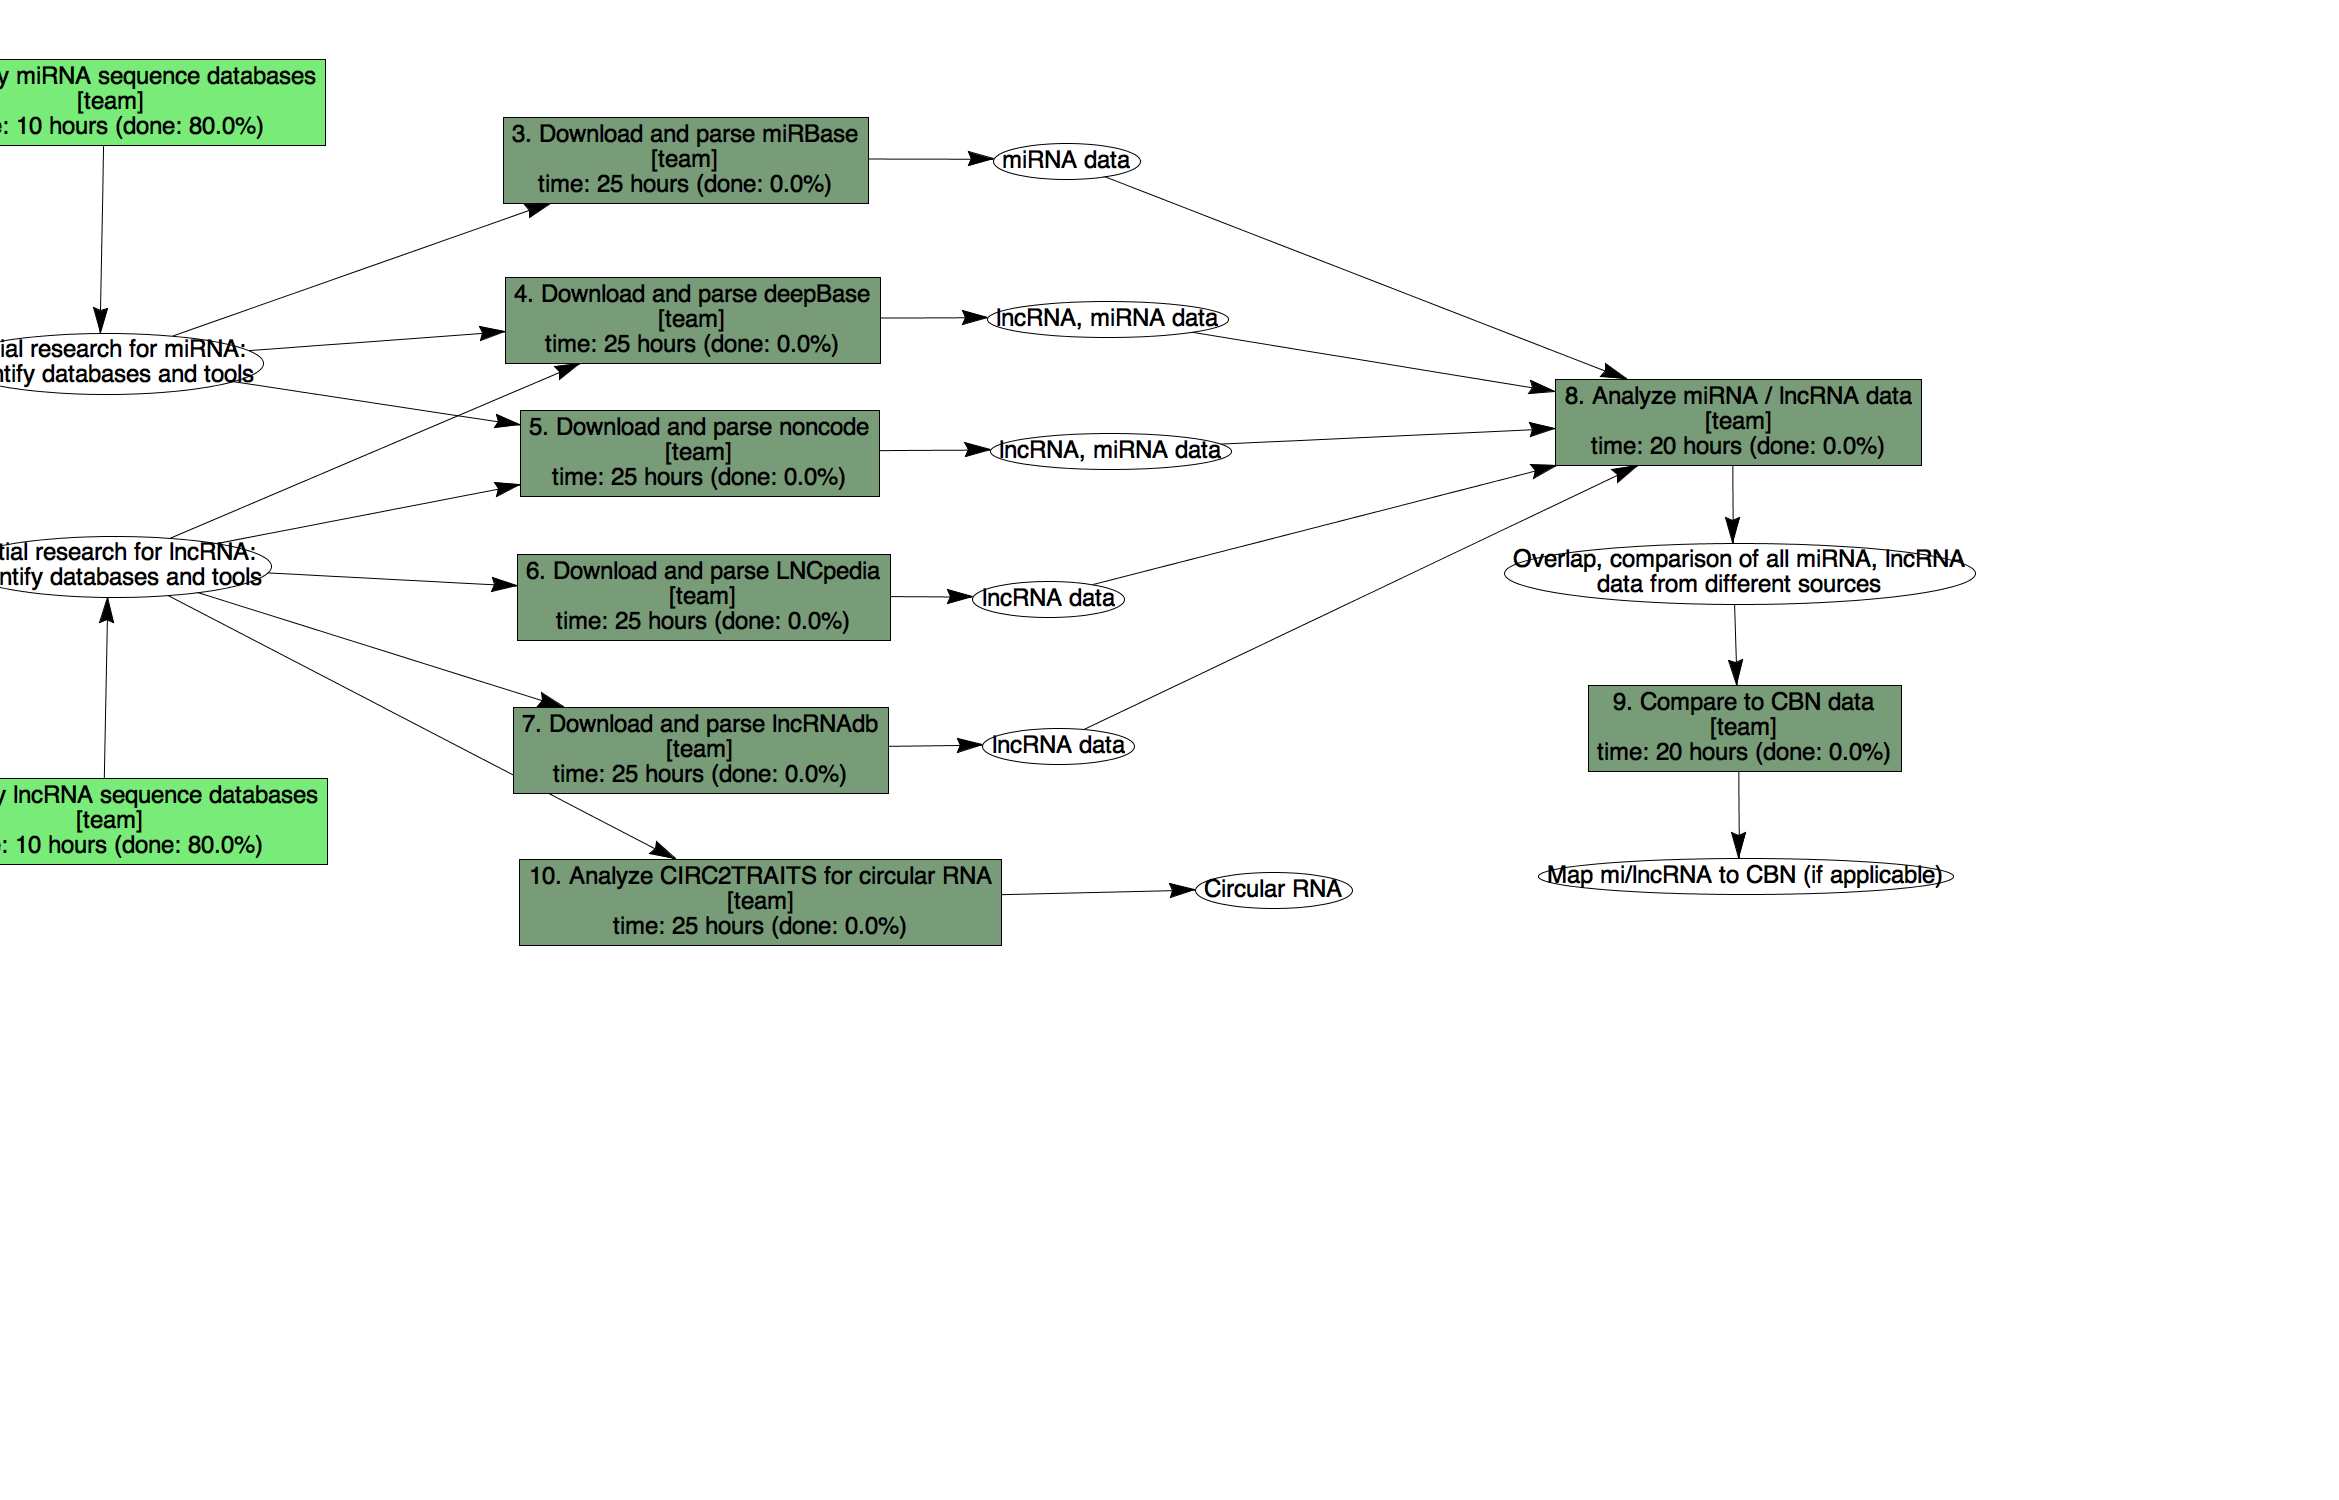 y miRNA sequence databases
[team]
: 10 hours (done: 80.0%)
ial research for miRNA:
ntify databases and tools
tial research for lncRNA:
ntify databases and tools
y lncRNA sequence databases
[team]
: 10 hours (done: 80.0%)
3. Download and parse miRBase
[team]
time: 25 hours (done: 0.0%)
4. Download and parse deepBase
[team]
time: 25 hours (done: 0.0%)
5. Download and parse noncode
[team]
time: 25 hours (done: 0.0%)
6. Download and parse LNCpedia
[team]
time: 25 hours (done: 0.0%)
7. Download and parse lncRNAdb
[team]
time: 25 hours (done: 0.0%)
10. Analyze CIRC2TRAITS for circular RNA
[team]
time: 25 hours (done: 0.0%)
miRNA data
lncRNA, miRNA data
lncRNA, miRNA data
lncRNA data
lncRNA data
Circular RNA
8. Analyze miRNA / lncRNA data
[team]
time: 20 hours (done: 0.0%)
Overlap, comparison of all miRNA, lncRNA
data from different sources
9. Compare to CBN data
[team]
time: 20 hours (done: 0.0%)
Map mi/lncRNA to CBN (if applicable)